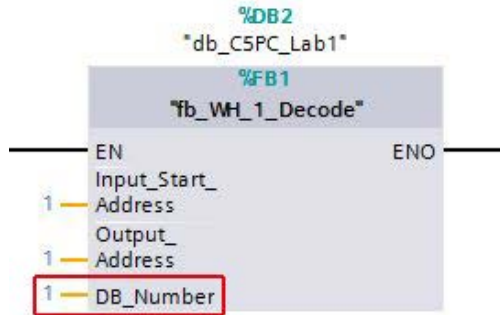 %DB2
"db_C5PC_Lab1"
%FB1
"fb_WH_1_Decode"
EN ENO
Input_Start_
1 Address
Output_
1 Address
1 DB_Number